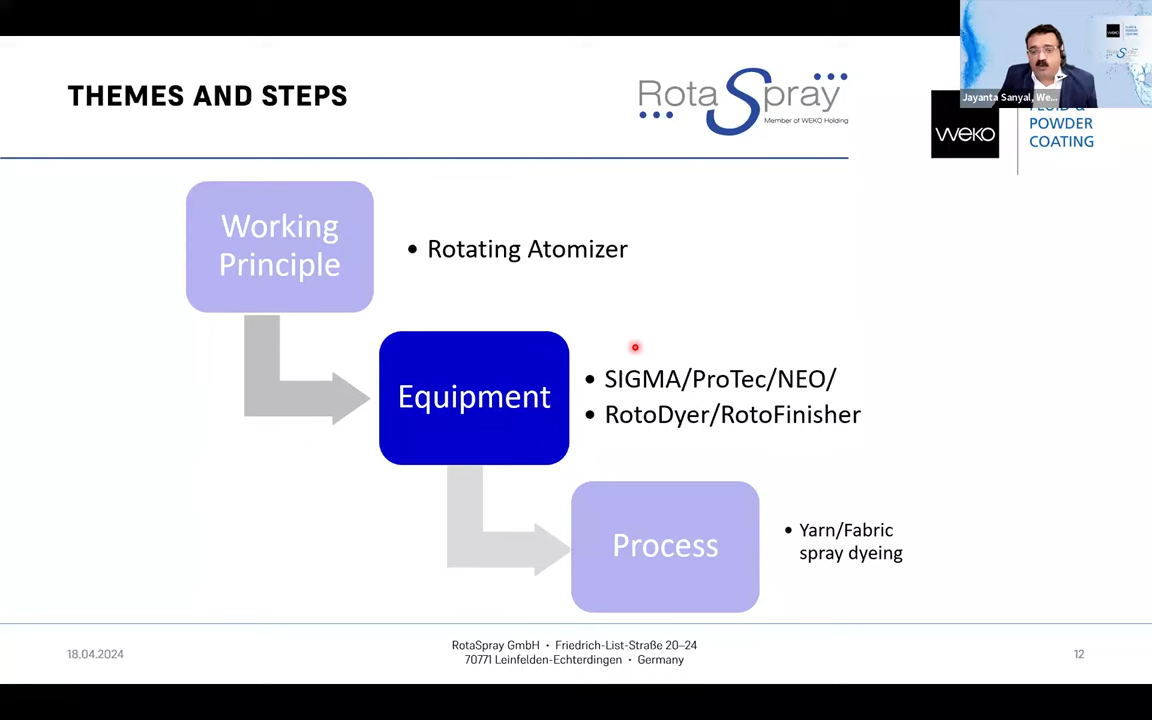 THEMES AND STEPS
RotaSpray
Member of WEKO Holding
Jayanta Sanyal, We...
WEKO
FLUID &
POWDER
COATING
Working
Principle
• Rotating Atomizer
Equipment
• SIGMA/ProTec/NEO/
• RotoDyer/RotoFinisher
Process
• Yarn/Fabric
spray dyeing
18.04.2024
RotaSpray GmbH • Friedrich-List-Straße 20–24
70771 Leinfelden-Echterdingen • Germany
12